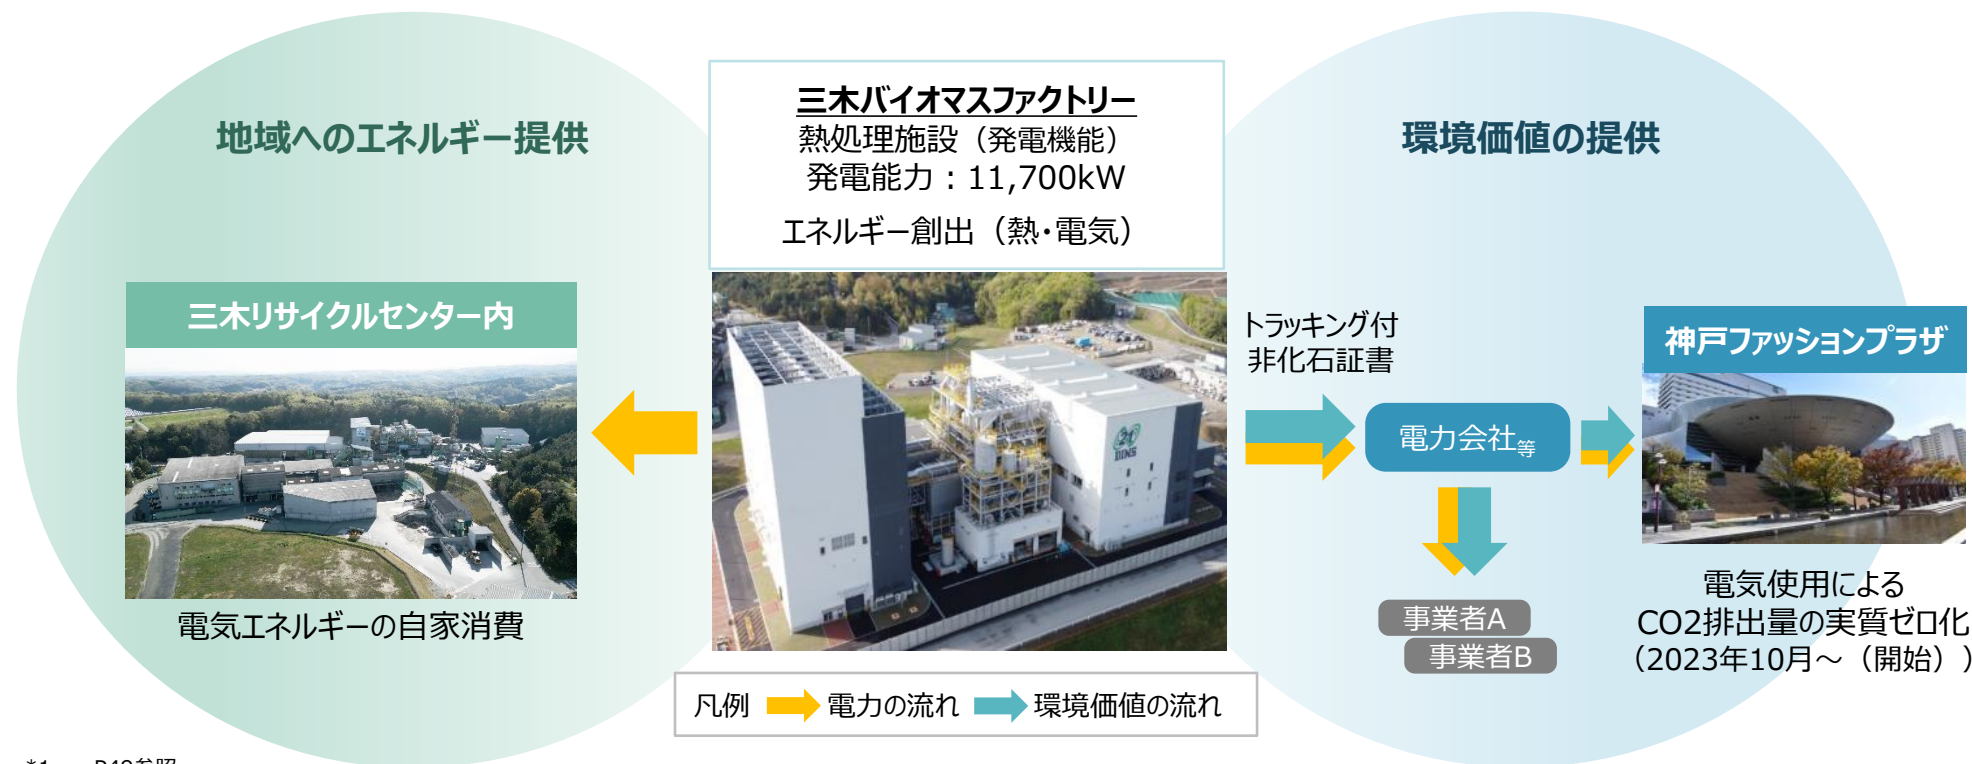 地域へのエネルギー提供
三木リサイクルセンター内
電気エネルギーの自家消費
三木バイオマスファクトリー
熱処理施設（発電機能）
発電能力：11,700kW
エネルギー創出（熱・電気）
DINS
環境価値の提供
トラッキング付
非化石証書
電力会社等
事業者A
事業者B
神戸ファッションプラザ
電気使用による
CO2排出量の実質ゼロ化
（2023年10月～（開始））
凡例 電力の流れ 環境価値の流れ